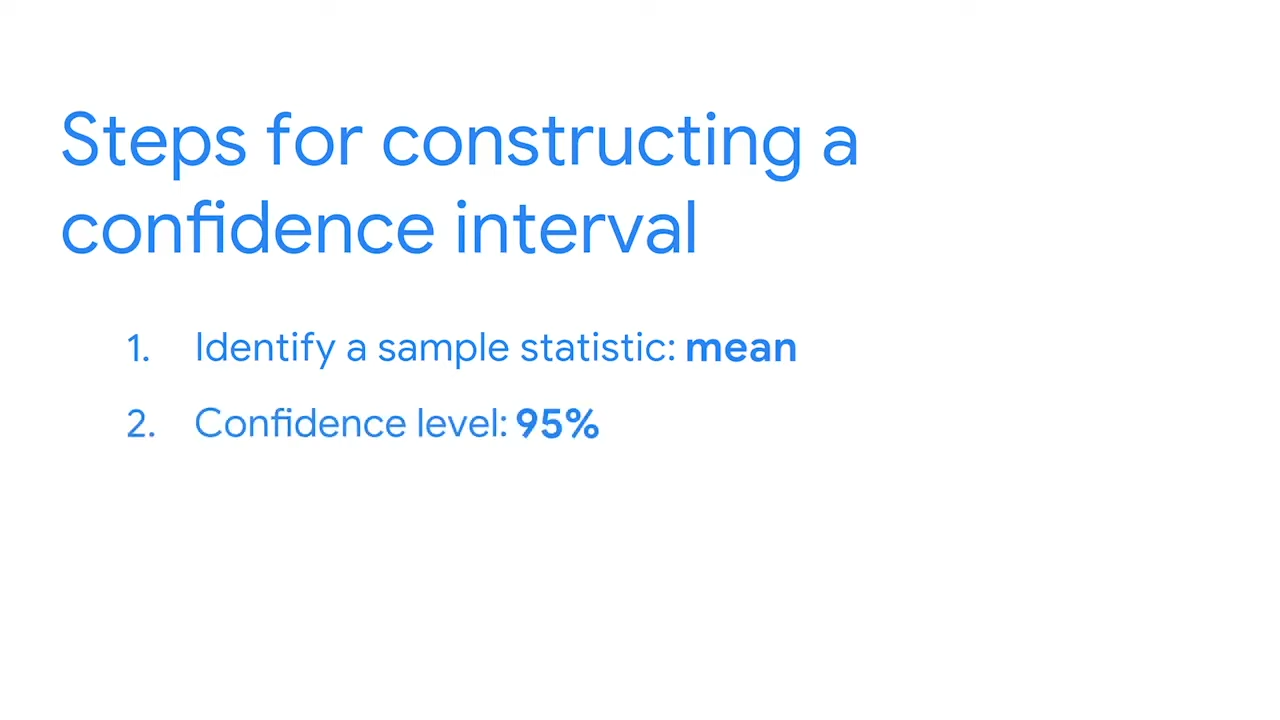 Steps for constructing a
confidence interval
1. Identify a sample statistic: mean
2. Confidence level: 95%